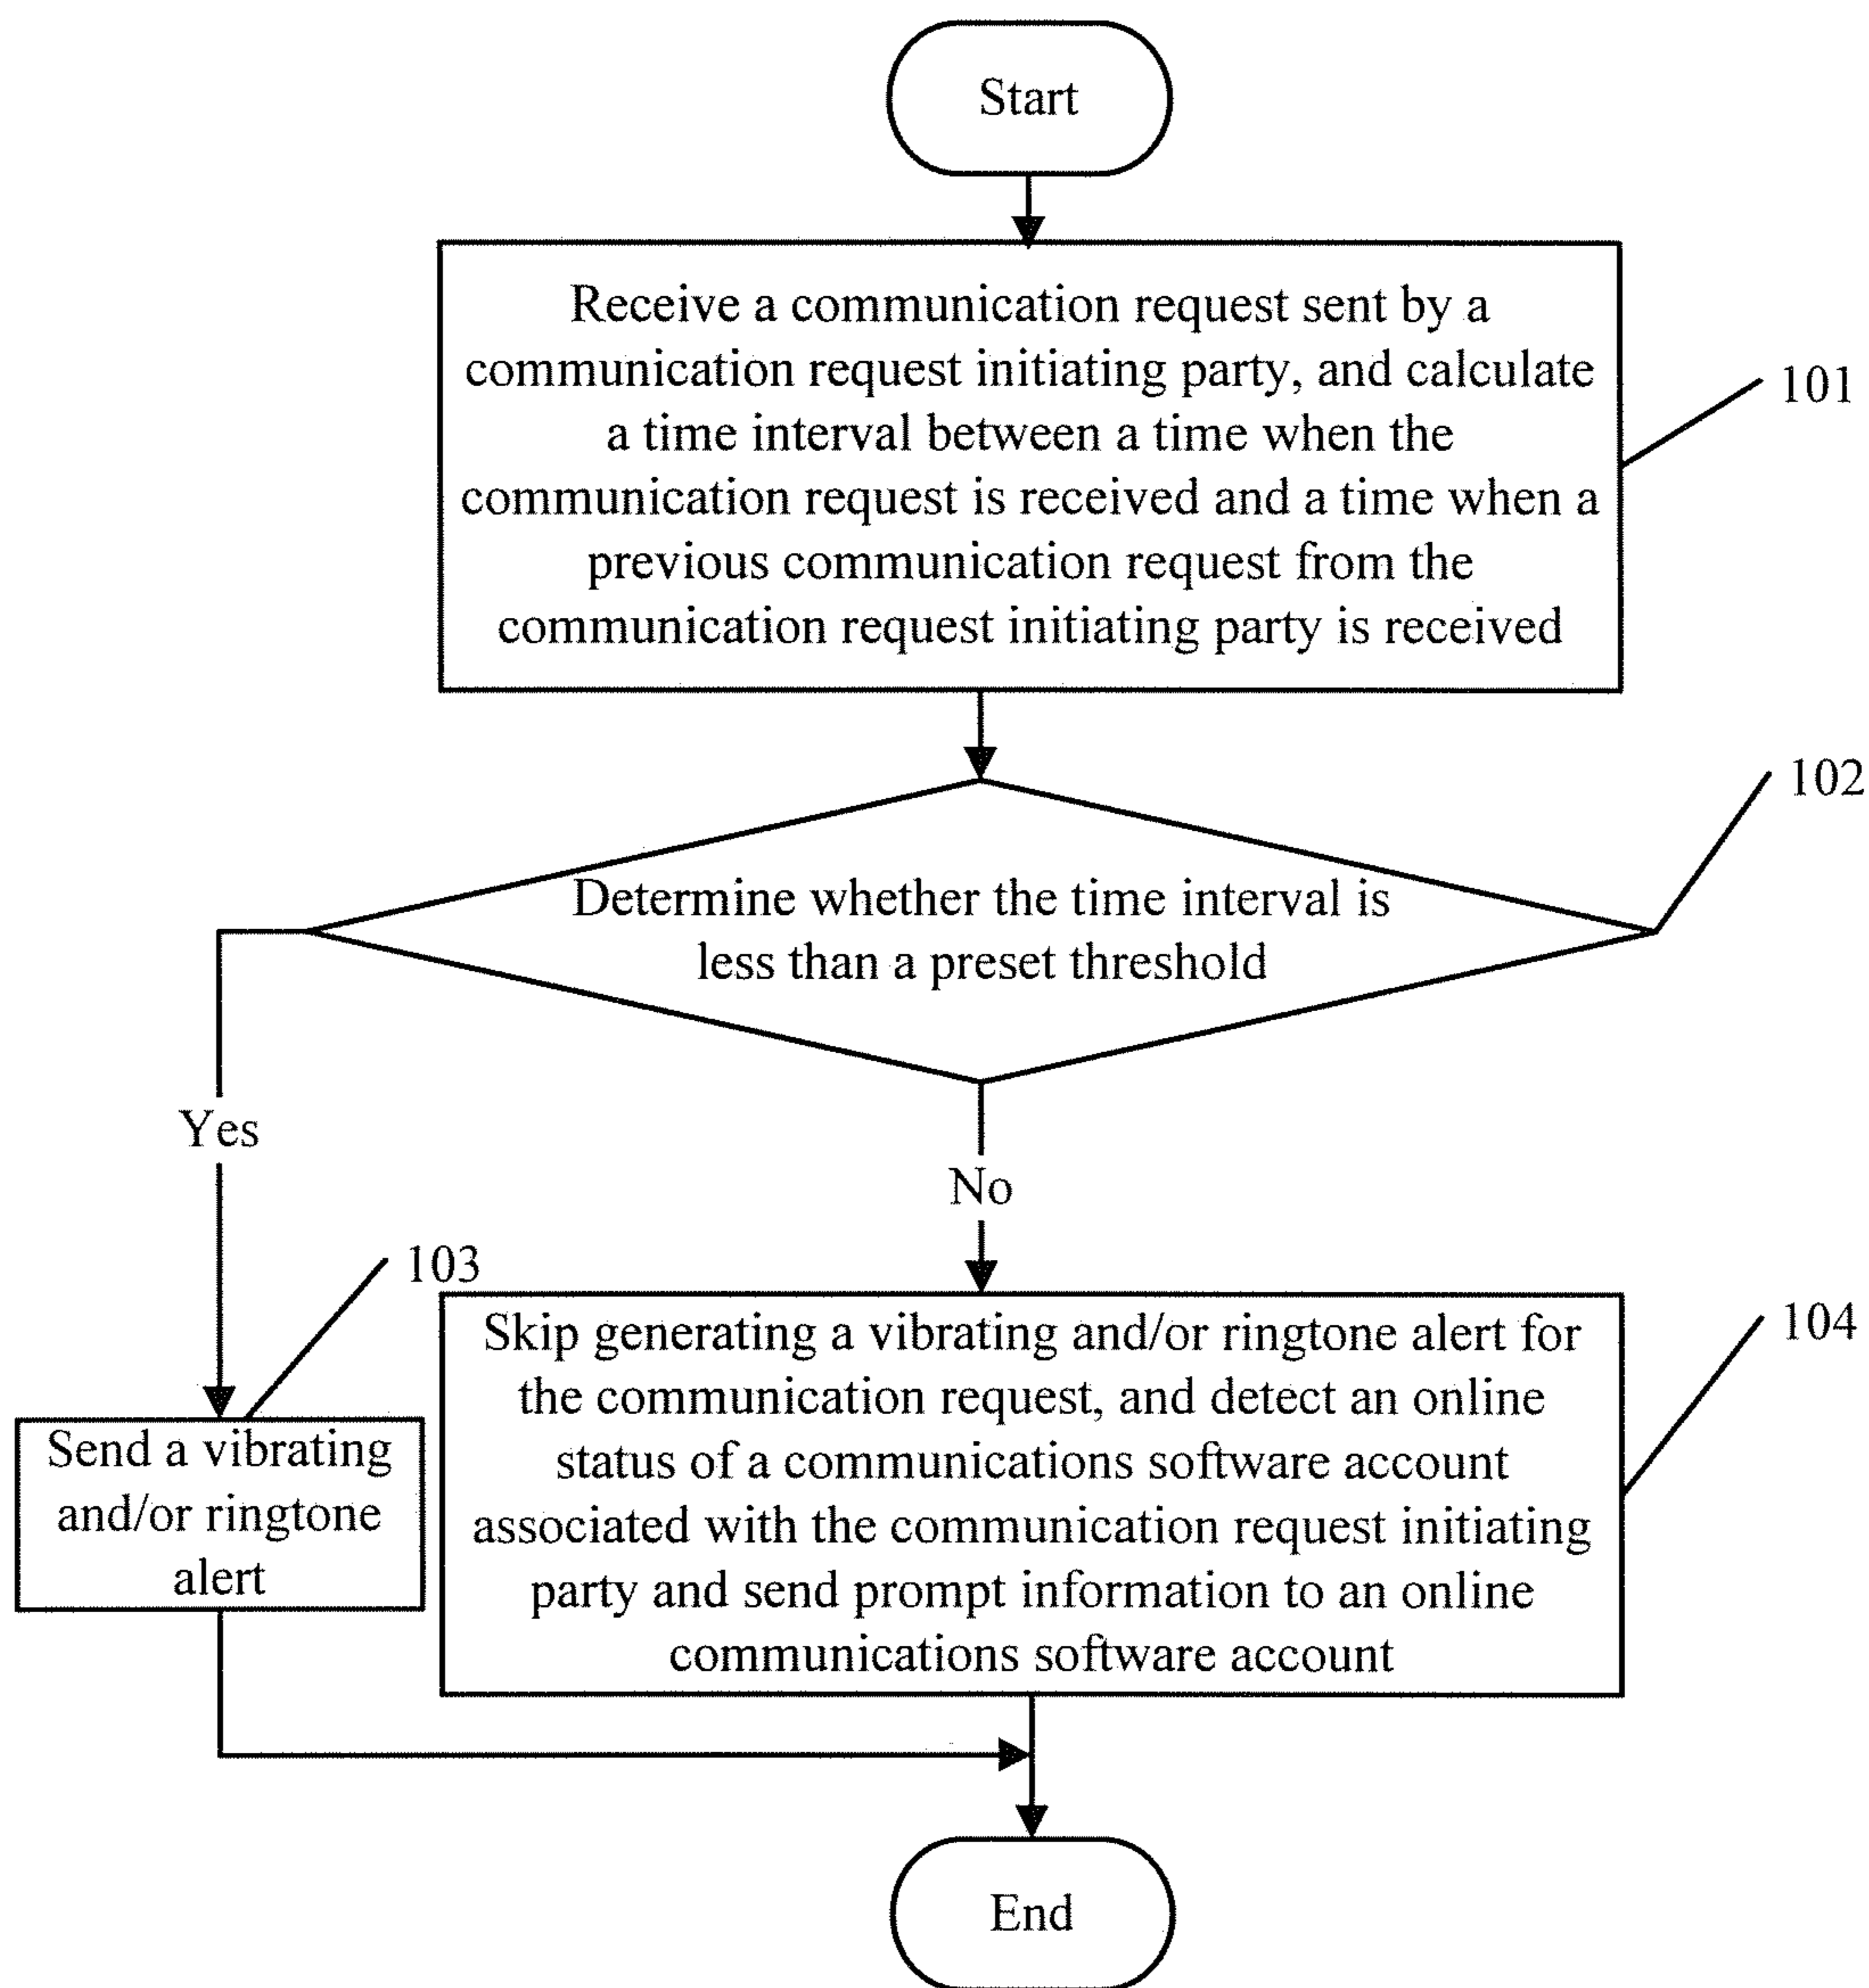 Start
Receive a communication request sent by a
communication request initiating party, and calculate
a time interval between a time when the
communication request is received and a time when a
previous communication request from the
communication request initiating party is received
101
102
Determine whether the time interval is
less than a preset threshold
Yes
No
103
Send a vibrating
and/or ringtone
alert
104
Skip generating a vibrating and/or ringtone alert for
the communication request, and detect an online
status of a communications software account
associated with the communication request initiating
party and send prompt information to an online
communications software account
End